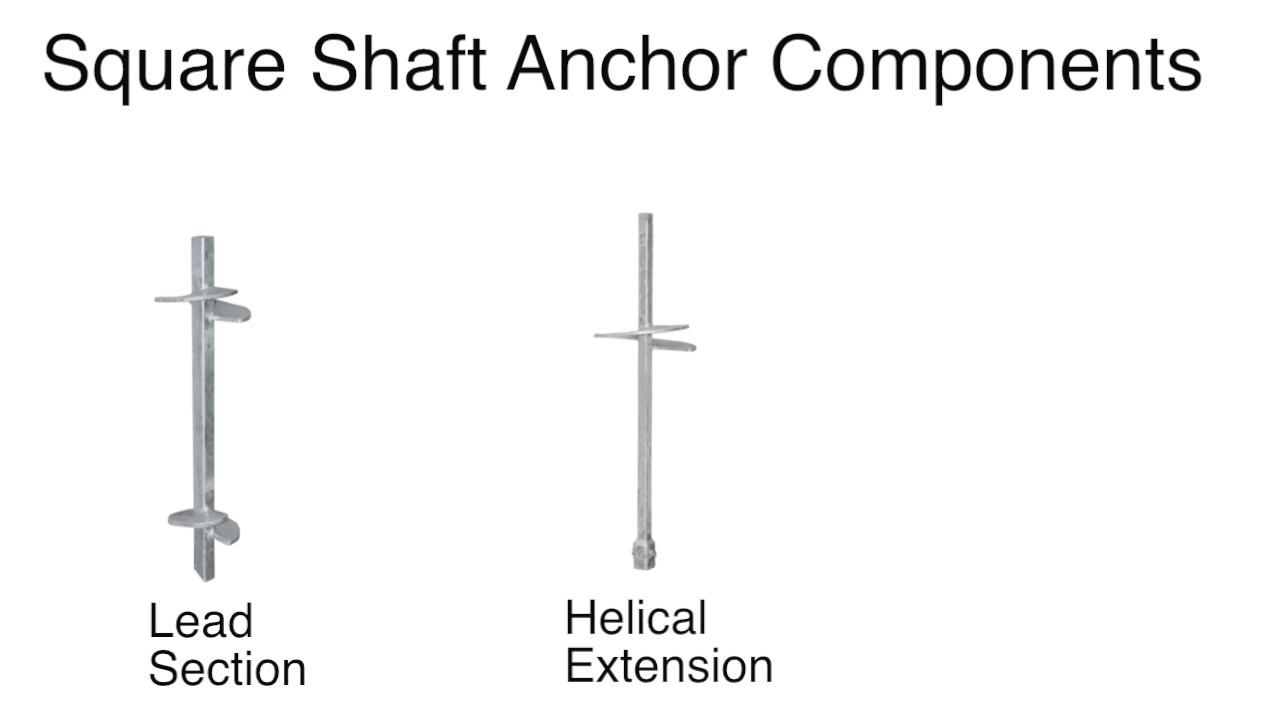 Square Shaft Anchor Components
Lead
Section
Helical
Extension